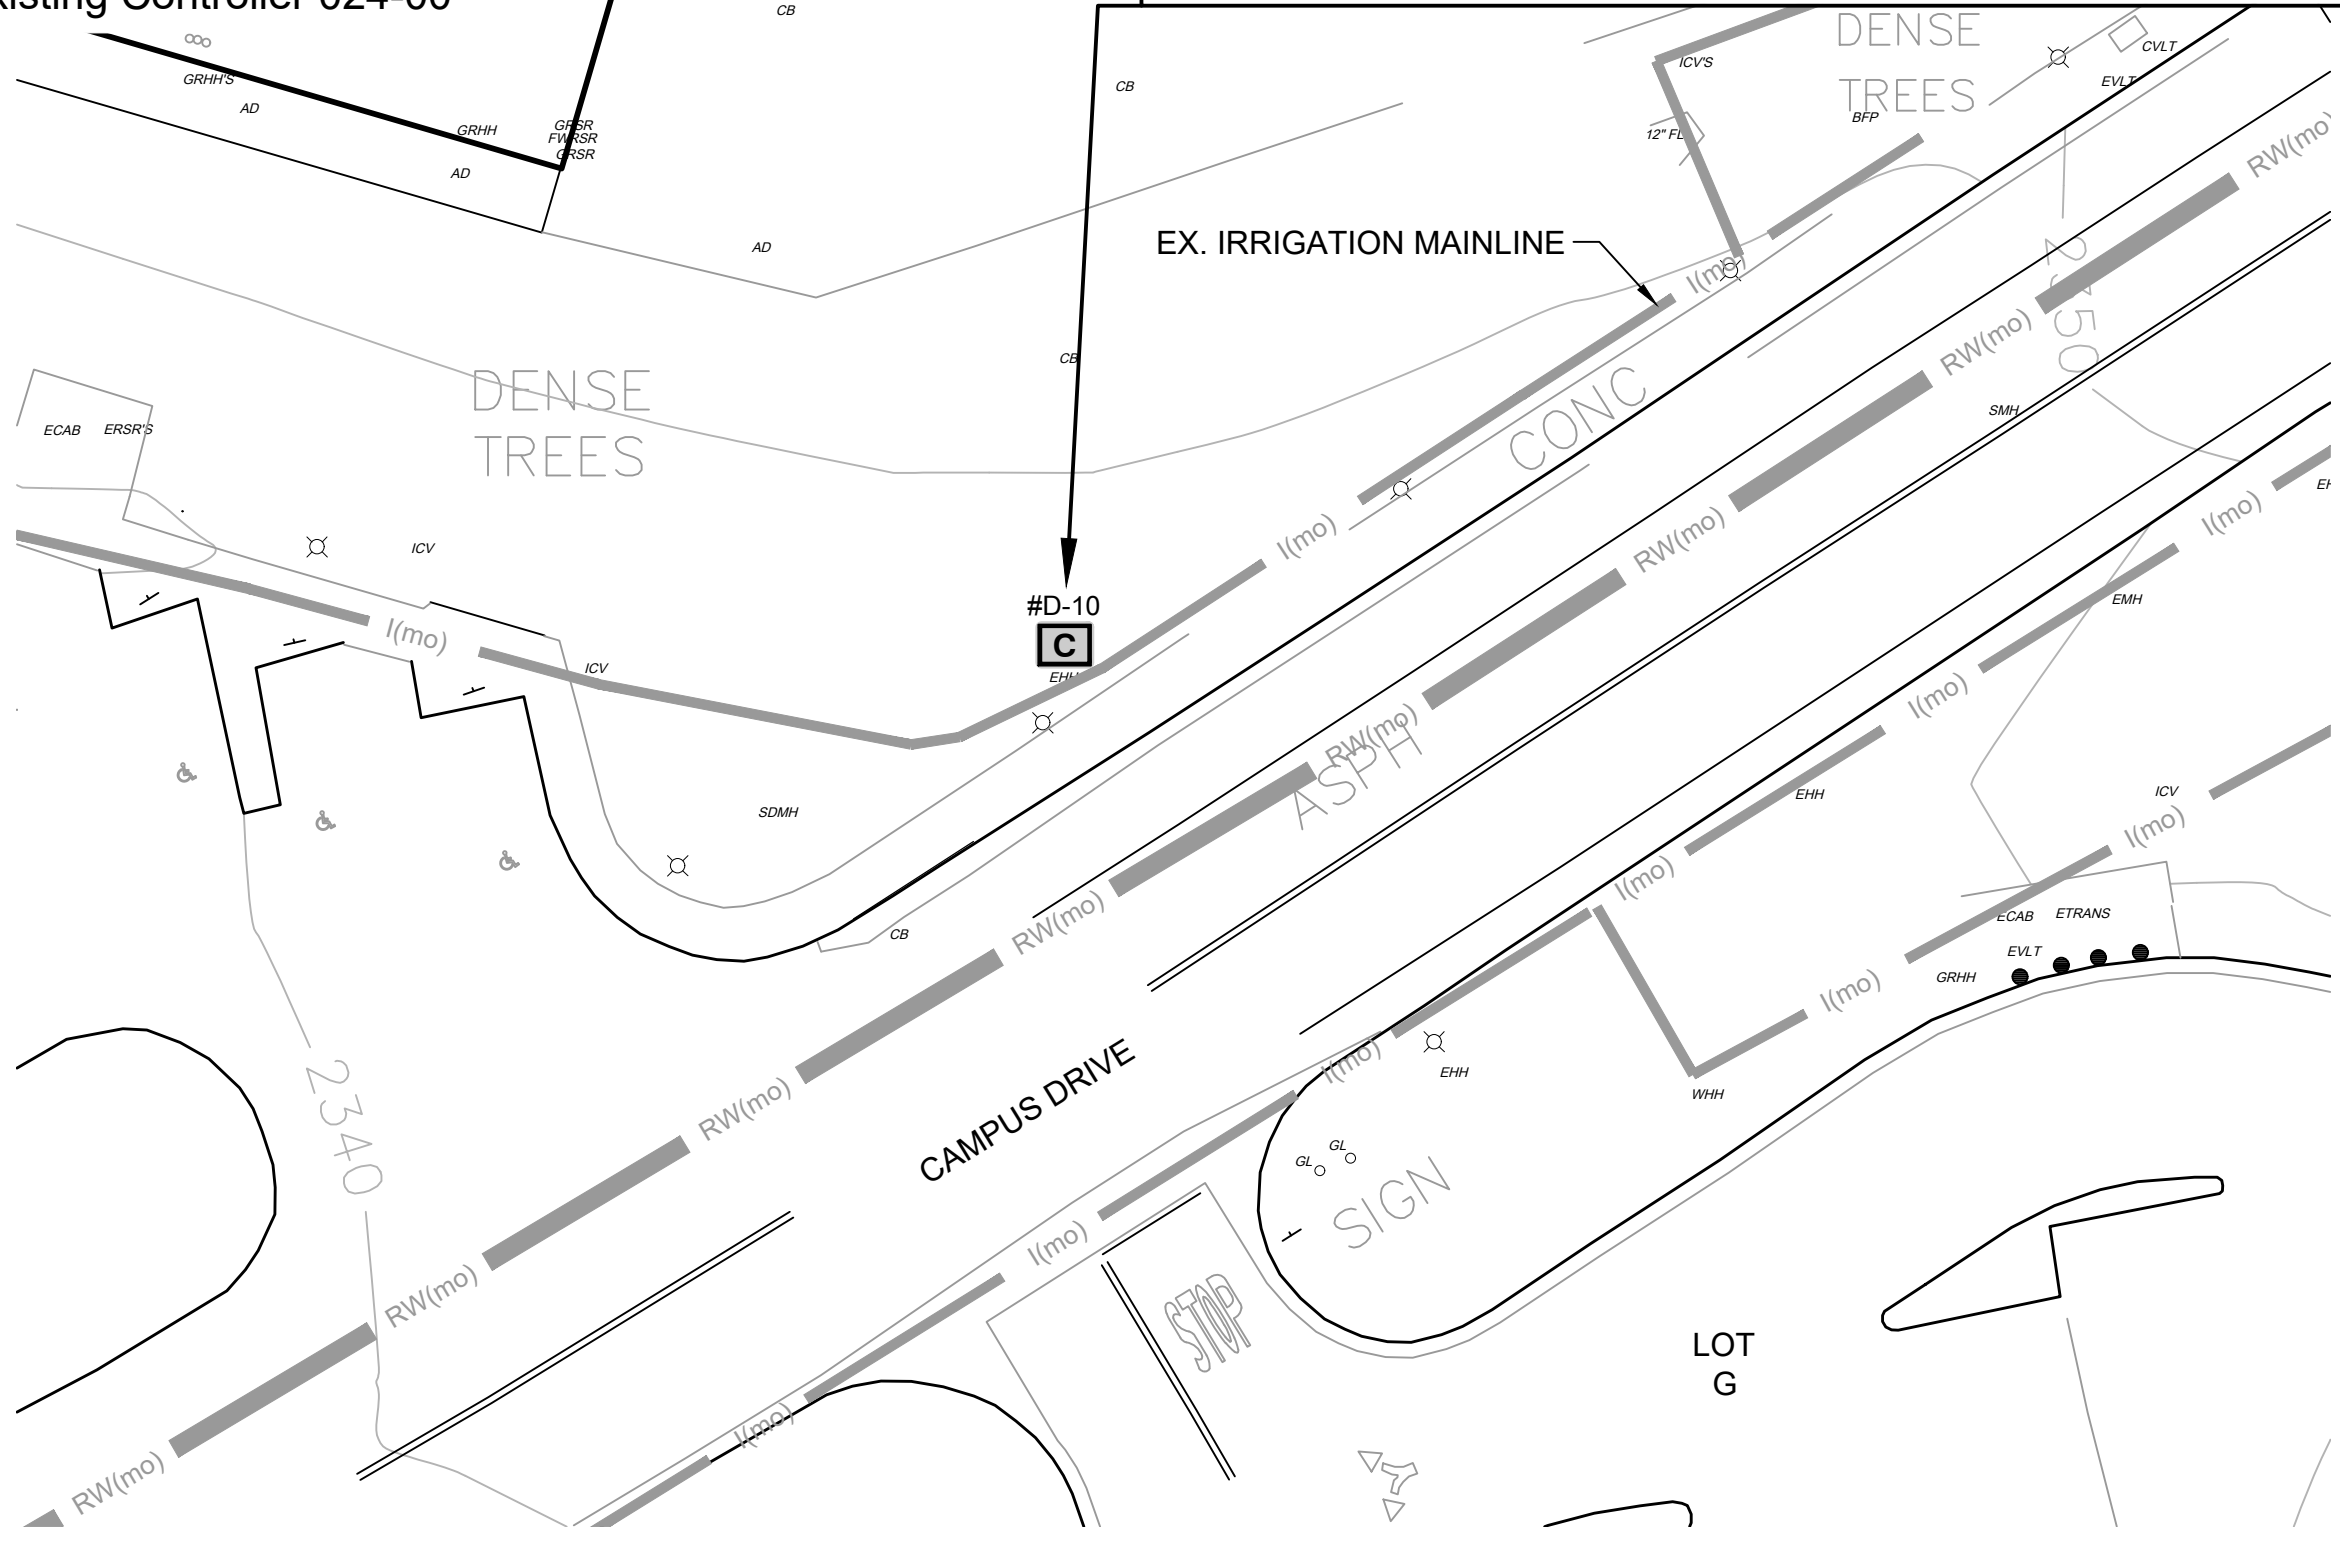 CB
DENSE
TREES
CVLT
EVLT
GRHH'S
AD
GRHH
GRSR
FWRSR
GRSR
AD
CB
ICV'S
12" FL
BFP
RW(mo)
AD
EX. IRRIGATION MAINLINE
I(mo)
2350
RW(mo)
CB
DENSE
TREES
CONC
SMH
ECAB
ERSR'S
ICV
I(mo)
RW(mo)
I(mo)
#D-10
C
EHH
EMH
I(mo)
ICV
I(mo)
RW(mo)
ASPH
EHH
ICV
I(mo)
SDMH
CB
RW(mo)
I(mo)
ECAB
ETRANS
EVLT
GRHH
I(mo)
2340
RW(mo)
CAMPUS DRIVE
I(mo)
EHH
WHH
GL
GL
SIGN
RW(mo)
I(mo)
STOP
LOT
G
I(mo)
RW(mo)